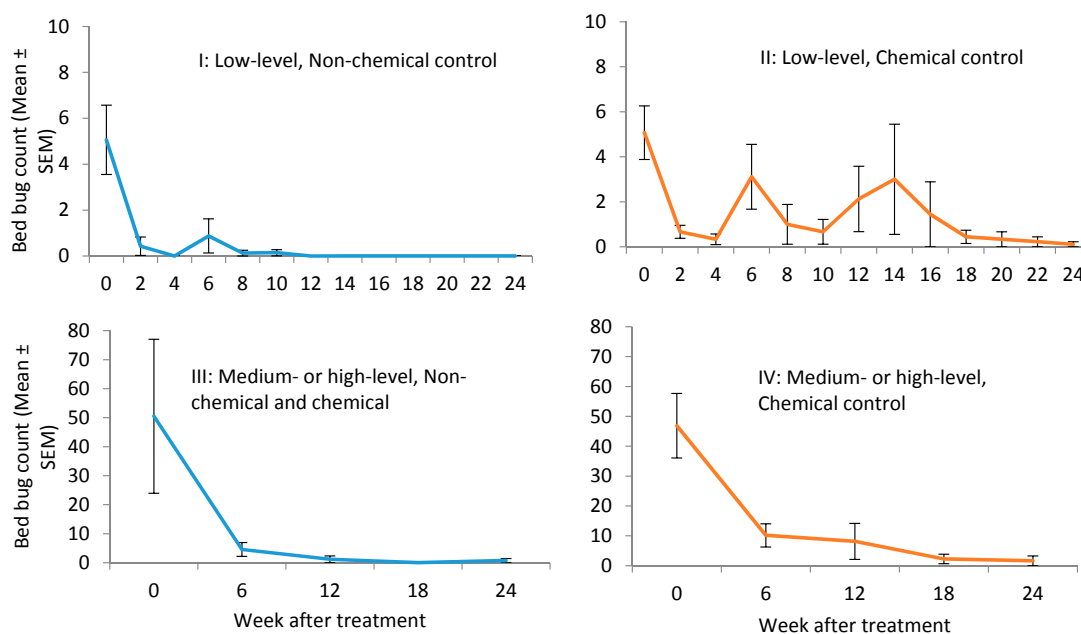 Bed bug count (Mean ±
SEM)
10
8
6
4
2
0
I: Low-level, Non-chemical control
0 2 4 6 8 10 12 14 16 18 20 22 24
10
8
6
4
2
0
II: Low-level, Chemical control
0 2 4 6 8 10 12 14 16 18 20 22 24
Bed bug count (Mean ±
SEM)
80
70
60
50
40
30
20
10
0
III: Medium- or high-level, Non-
chemical and chemical
0 6 12 18 24
Week after treatment
80
70
60
50
40
30
20
10
0
IV: Medium- or high-level,
Chemical control
0 6 12 18 24
Week after treatment